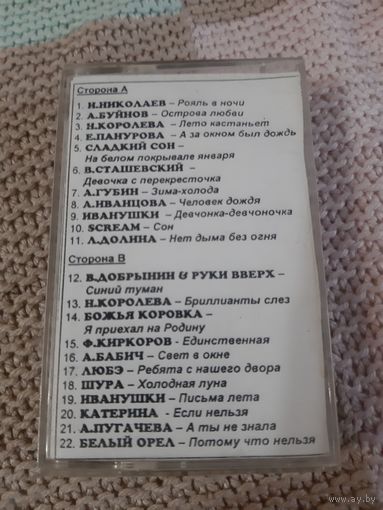 Сторона А
1. И.НИКОЛАЕВ – Рояль в ночи
2. А.БУЙНОВ – Острова любви
3. Н.КОРОЛЕВА – Лето кастаньет
4. Е.ПАНУРОВА – А за окном был дождь
5. СЛАДКИЙ СОН –
На белом покрывале января
6. В.СТАШЕВСКИЙ –
Девочка с перекресточка
7. А.ГУБИН – Зима-холода
8. А.ИВАНЦОВА – Человек дождя
9. ИВАНУШКИ – Девчонка-девчоночка
10. SCREAM – Сон
11. Л.ДОЛИНА – Нет дыма без огня
Сторона В
12. В.ДОБРЫНИН & РУКИ ВВЕРХ –
Синий туман
13. Н.КОРОЛЕВА – Бриллианты слез
14. БОЖЬЯ КОРОВКА –
Я приехал на Родину
15. Ф.КИРКОРОВ – Единственная
16. А.БАБИЧ – Свет в окне
17. ЛЮБЭ – Ребята с нашего двора
18. ШУРА – Холодная луна
19. ИВАНУШКИ – Письма лета
20. КАТЕРИНА - Если нельзя
21. А.ПУГАЧЕВА – А ты не знала
22. БЕЛЫЙ ОРЕЛ – Потому что нельзя
www.ay.by